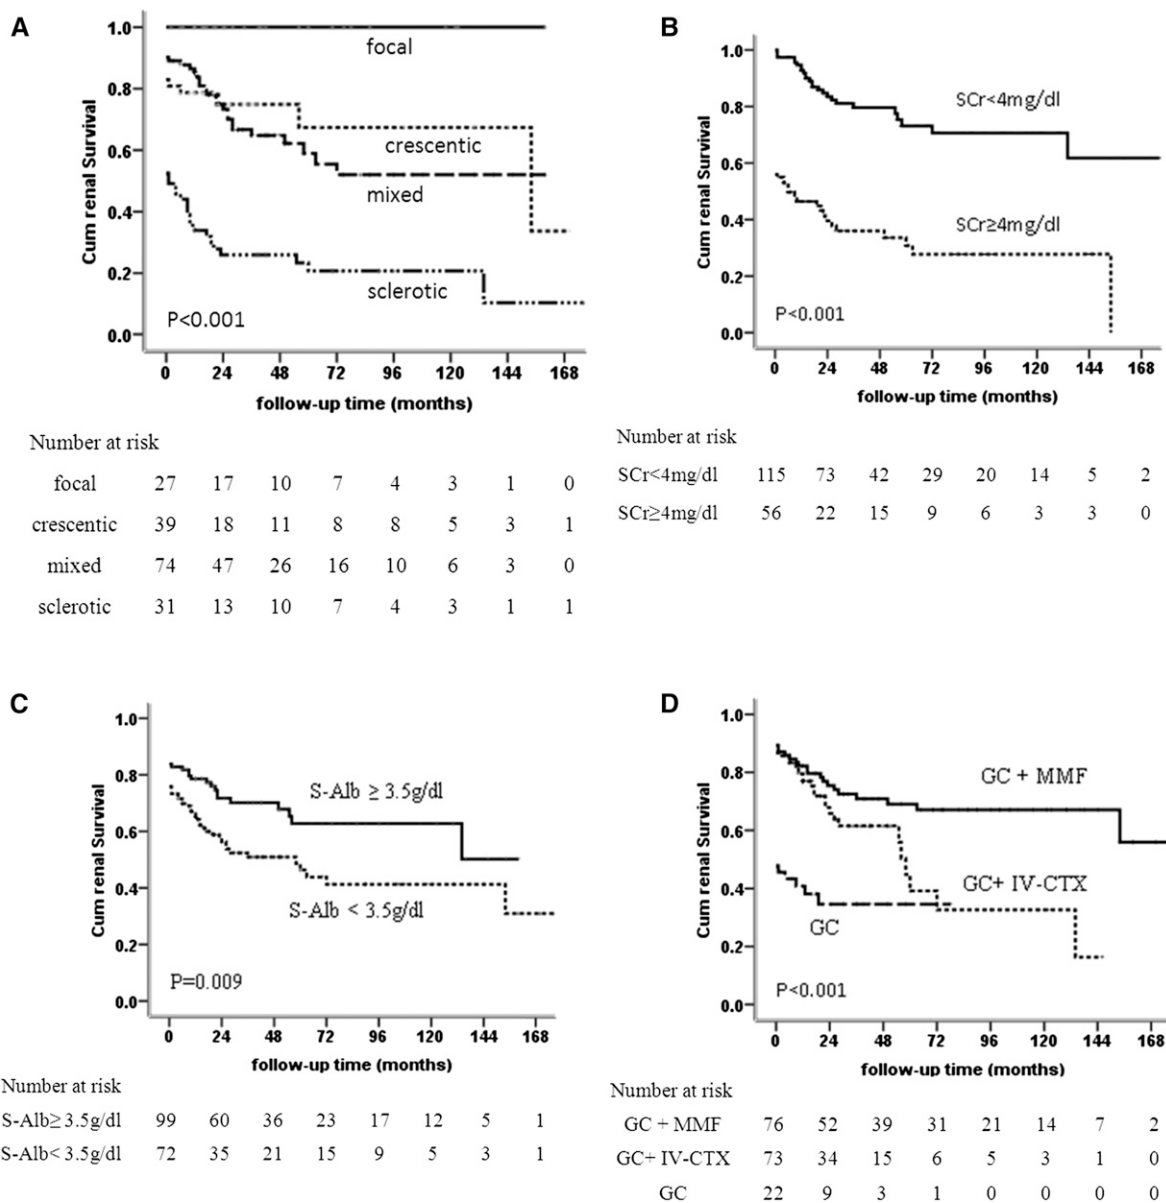 A
Cum renal Survival
1.0
0.8
0.6
0.4
0.2
0.0
focal
crescentic
mixed
sclerotic
P<0.001
0 24 48 72 96 120 144 168
follow-up time (months)
Number at risk
focal 27 17 10 7 4 3 1 0
crescentic 39 18 11 8 8 5 3 1
mixed 74 47 26 16 10 6 3 0
sclerotic 31 13 10 7 4 3 1 1
B
Cum renal Survival
1.0
0.8
0.6
0.4
0.2
0.0
SCr<4mg/dl
SCr≥4mg/dl
P<0.001
0 24 48 72 96 120 144 168
follow-up time (months)
Number at risk
SCr<4mg/dl 115 73 42 29 20 14 5 2
SCr≥4mg/dl 56 22 15 9 6 3 3 0
C
Cum renal Survival
1.0
0.8
0.6
0.4
0.2
0.0
S-Alb ≥ 3.5g/dl
S-Alb < 3.5g/dl
P=0.009
0 24 48 72 96 120 144 168
follow-up time (months)
Number at risk
S-Alb≥ 3.5g/dl 99 60 36 23 17 12 5 1
S-Alb< 3.5g/dl 72 35 21 15 9 5 3 1
D
Cum renal Survival
1.0
0.8
0.6
0.4
0.2
0.0
GC + MMF
GC+ IV-CTX
GC
P<0.001
0 24 48 72 96 120 144 168
follow-up time (months)
Number at risk
GC + MMF 76 52 39 31 21 14 7 2
GC+ IV-CTX 73 34 15 6 5 3 1 0
GC 22 9 3 1 0 0 0 0